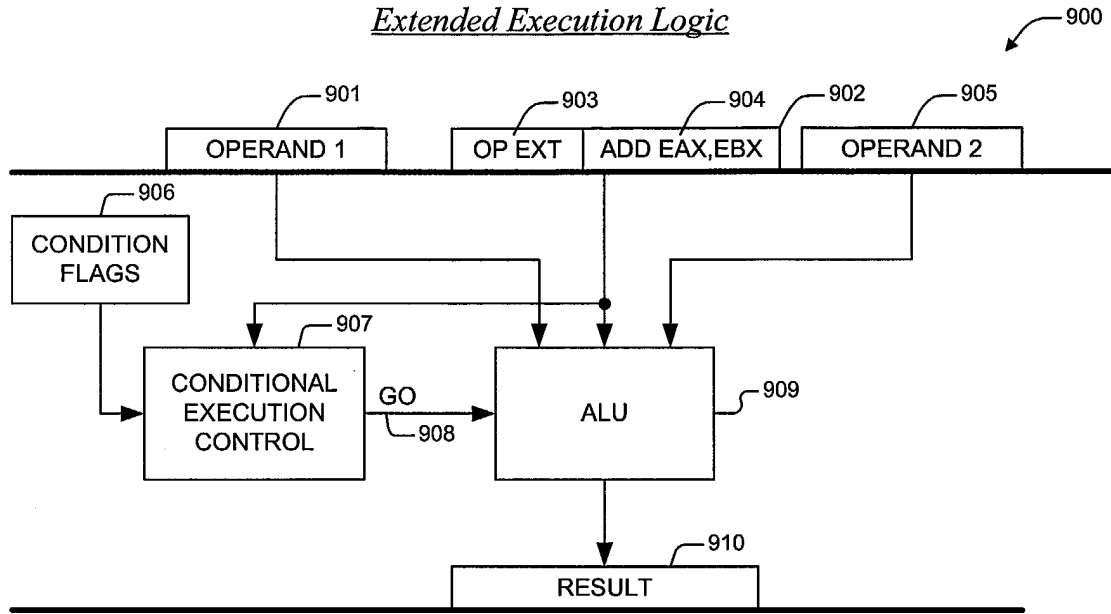 Extended Execution Logic
900
901
903
904
902
905
OPERAND 1
OP EXT
ADD EAX,EBX
OPERAND 2
906
CONDITION
FLAGS
907
CONDITIONAL
EXECUTION
CONTROL
GO
908
ALU
909
910
RESULT